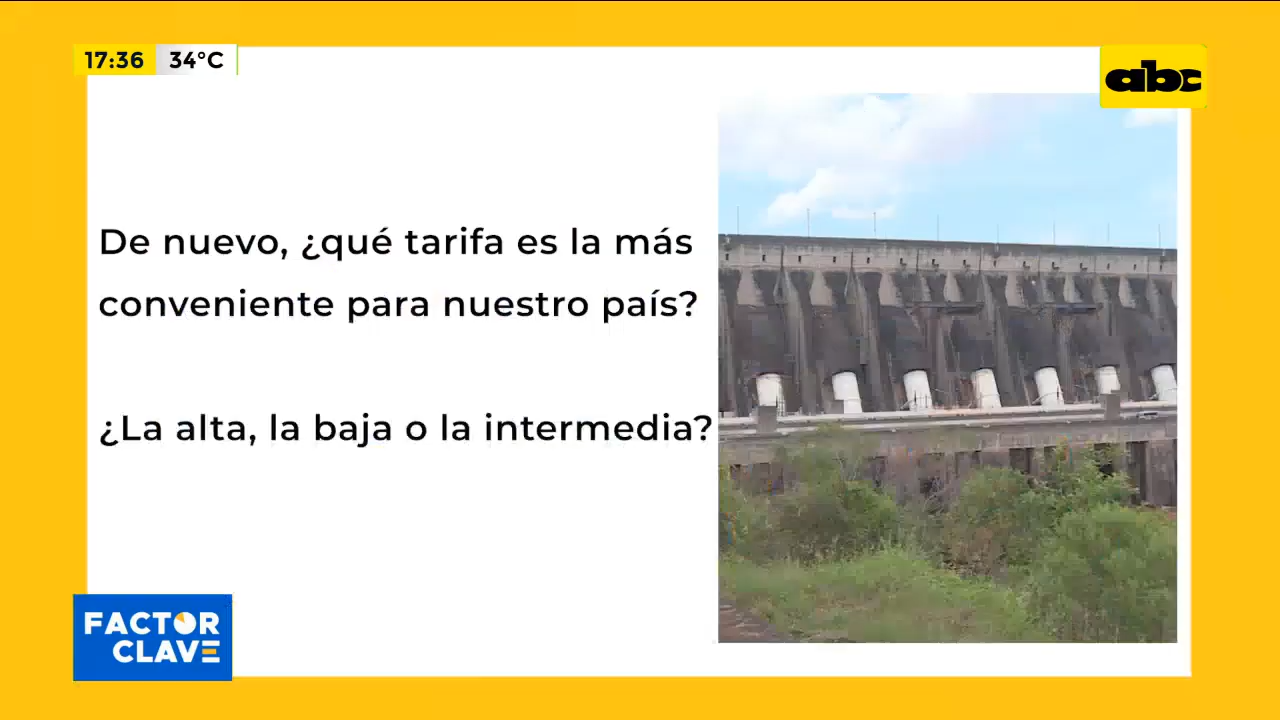 17:36 34°C
abc
De nuevo, ¿qué tarifa es la más
conveniente para nuestro país?
¿La alta, la baja o la intermedia?
FACTOR
CLAVE